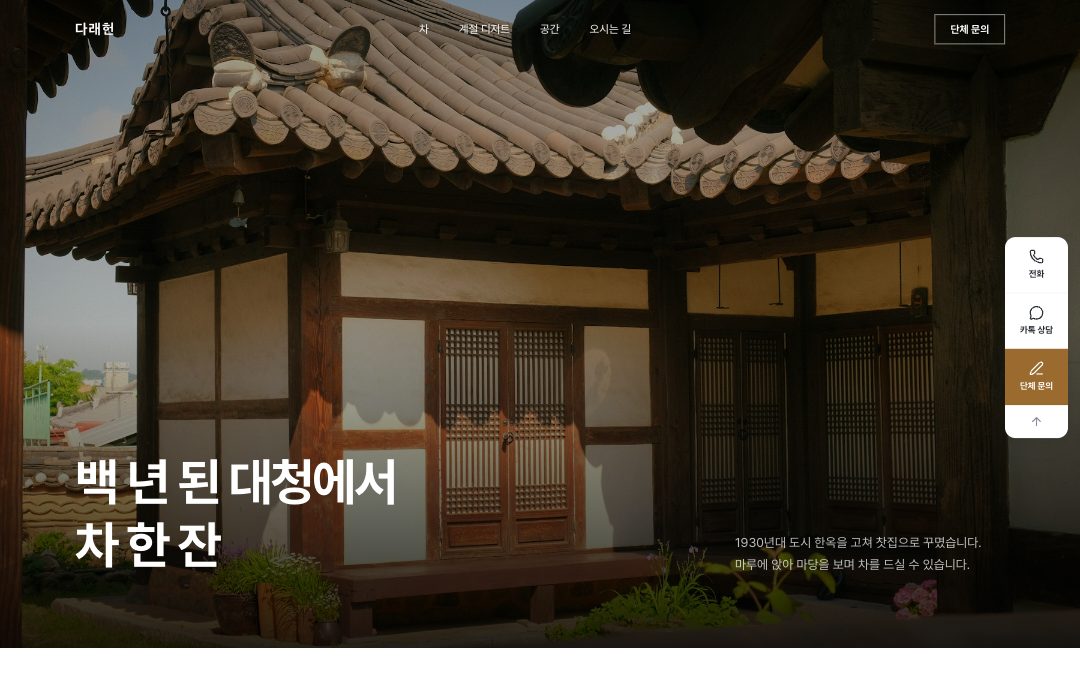 다래헌
차
계절 디저트
공간
오시는 길
단체 문의
전화
카톡 상담
단체 문의
백 년 된 대청에서
차 한 잔
1930년대 도시 한옥을 고쳐 찻집으로 꾸몄습니다.
마루에 앉아 마당을 보며 차를 드실 수 있습니다.